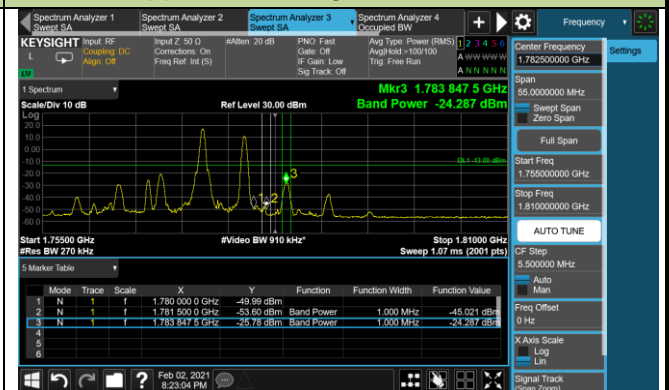 Spectrum Analyzer 1
Swept SA
Spectrum Analyzer 2
Swept SA
Spectrum Analyzer 3
Swept SA
Spectrum Analyzer 4
Occupied BW
Frequency
KEYSIGHT
L
Input: RF
Coupling: DC
Align: Off
Input Z: 50 Ω
Corrections: On
Freq Ref: Int (S)
#Atten: 20 dB
PNO: Fast
Gate: Off
IF Gain: Low
Sig Track: Off
Avg Type: Power (RMS)
Avg|Hold:>100/100
Trig: Free Run
1 2 3 4 5 6
A W W W W W
A N N N N N
1 Spectrum
Scale/Div 10 dB
Ref Level 30.00 dBm
Mkr3 1.783 847 5 GHz
Band Power -24.287 dBm
Log
20.0
10.0
0.00
-10.0
-20.0
-30.0
-40.0
-50.0
-60.0
DL1 -13.00 dBm
2
3
Start 1.75500 GHz
#Video BW 910 kHz*
Stop 1.81000 GHz
#Res BW 270 kHz
Sweep 1.07 ms (2001 pts)
5 Marker Table
Mode Trace Scale X Y Function Function Width Function Value
1 N 1 f 1.780 000 0 GHz -49.99 dBm
2 N 1 f 1.781 500 0 GHz -53.60 dBm Band Power 1.000 MHz -45.021 dBm
3 N 1 f 1.783 847 5 GHz -25.78 dBm Band Power 1.000 MHz -24.287 dBm
4
5
6
Feb 02, 2021
8:23:04 PM
Center Frequency
1.782500000 GHz
Settings
Span
55.0000000 MHz
Swept Span
Zero Span
Full Span
Start Freq
1.755000000 GHz
Stop Freq
1.810000000 GHz
AUTO TUNE
CF Step
5.500000 MHz
Auto
Man
Freq Offset
0 Hz
X Axis Scale
Log
Lin
Signal Track
(Span Zoom)